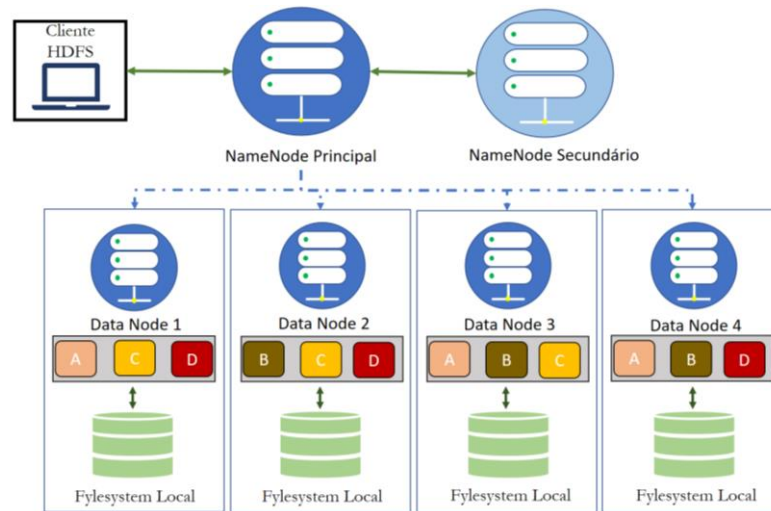 Cliente
HDFS
NameNode Principal
NameNode Secundário
Data Node 1
A C D
Fylesystem Local
Data Node 2
B C D
Fylesystem Local
Data Node 3
A B C
Fylesystem Local
Data Node 4
A B D
Fylesystem Local